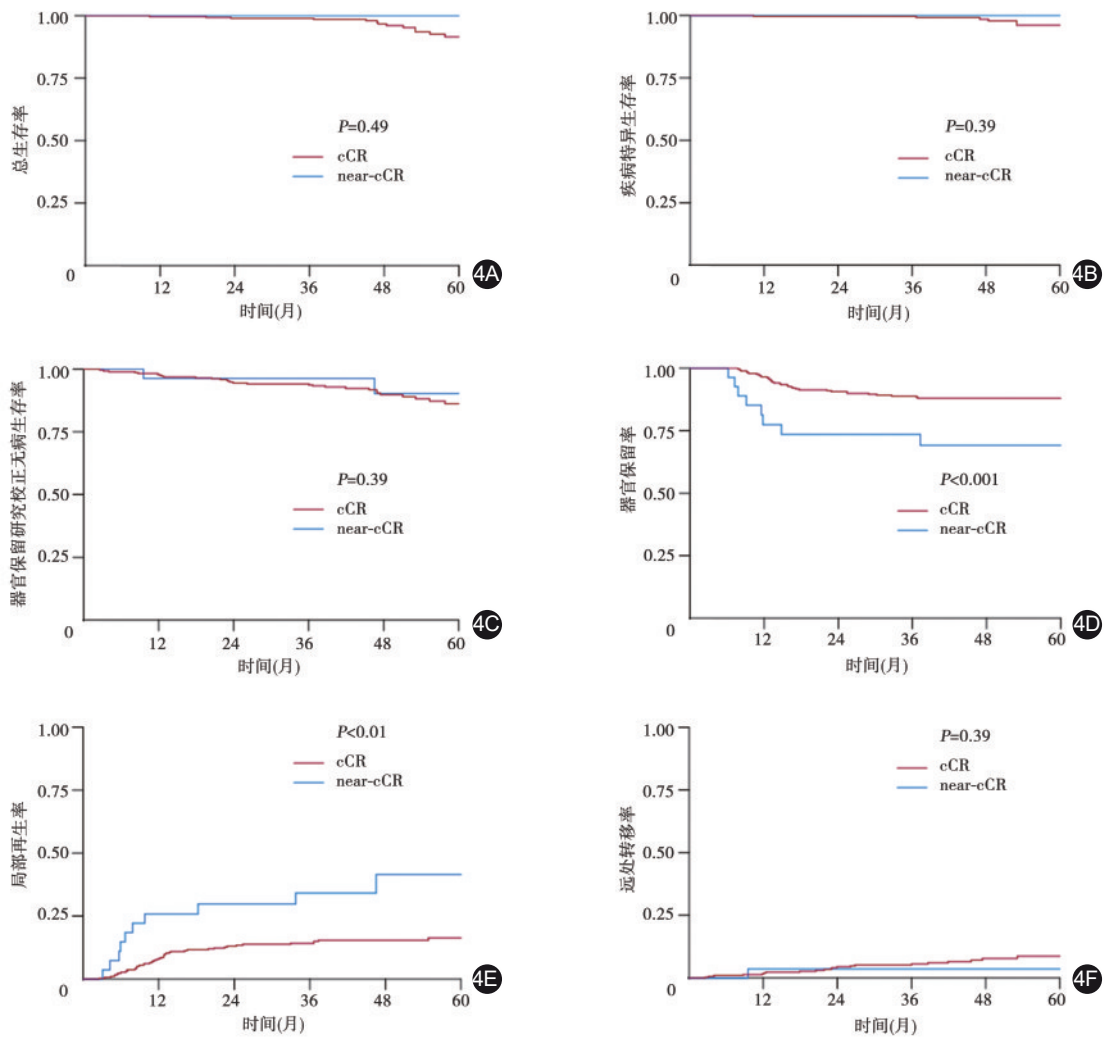 1.00
0.75
0.50
0.25
0
总生存率
P=0.49
cCR
near-cCR
12 24 36 48 60
时间(月)
4A
1.00
0.75
0.50
0.25
0
疾病特异生存率
P=0.39
cCR
near-cCR
12 24 36 48 60
时间(月)
4B
1.00
0.75
0.50
0.25
0
器官保留研究校正无病生存率
P=0.39
cCR
near-cCR
12 24 36 48 60
时间(月)
4C
1.00
0.75
0.50
0.25
0
器官保留率
P<0.001
cCR
near-cCR
12 24 36 48 60
时间(月)
4D
1.00
0.75
0.50
0.25
0
局部再生率
P<0.01
cCR
near-cCR
12 24 36 48 60
时间(月)
4E
1.00
0.75
0.50
0.25
0
远处转移率
P=0.39
cCR
near-cCR
12 24 36 48 60
时间(月)
4F